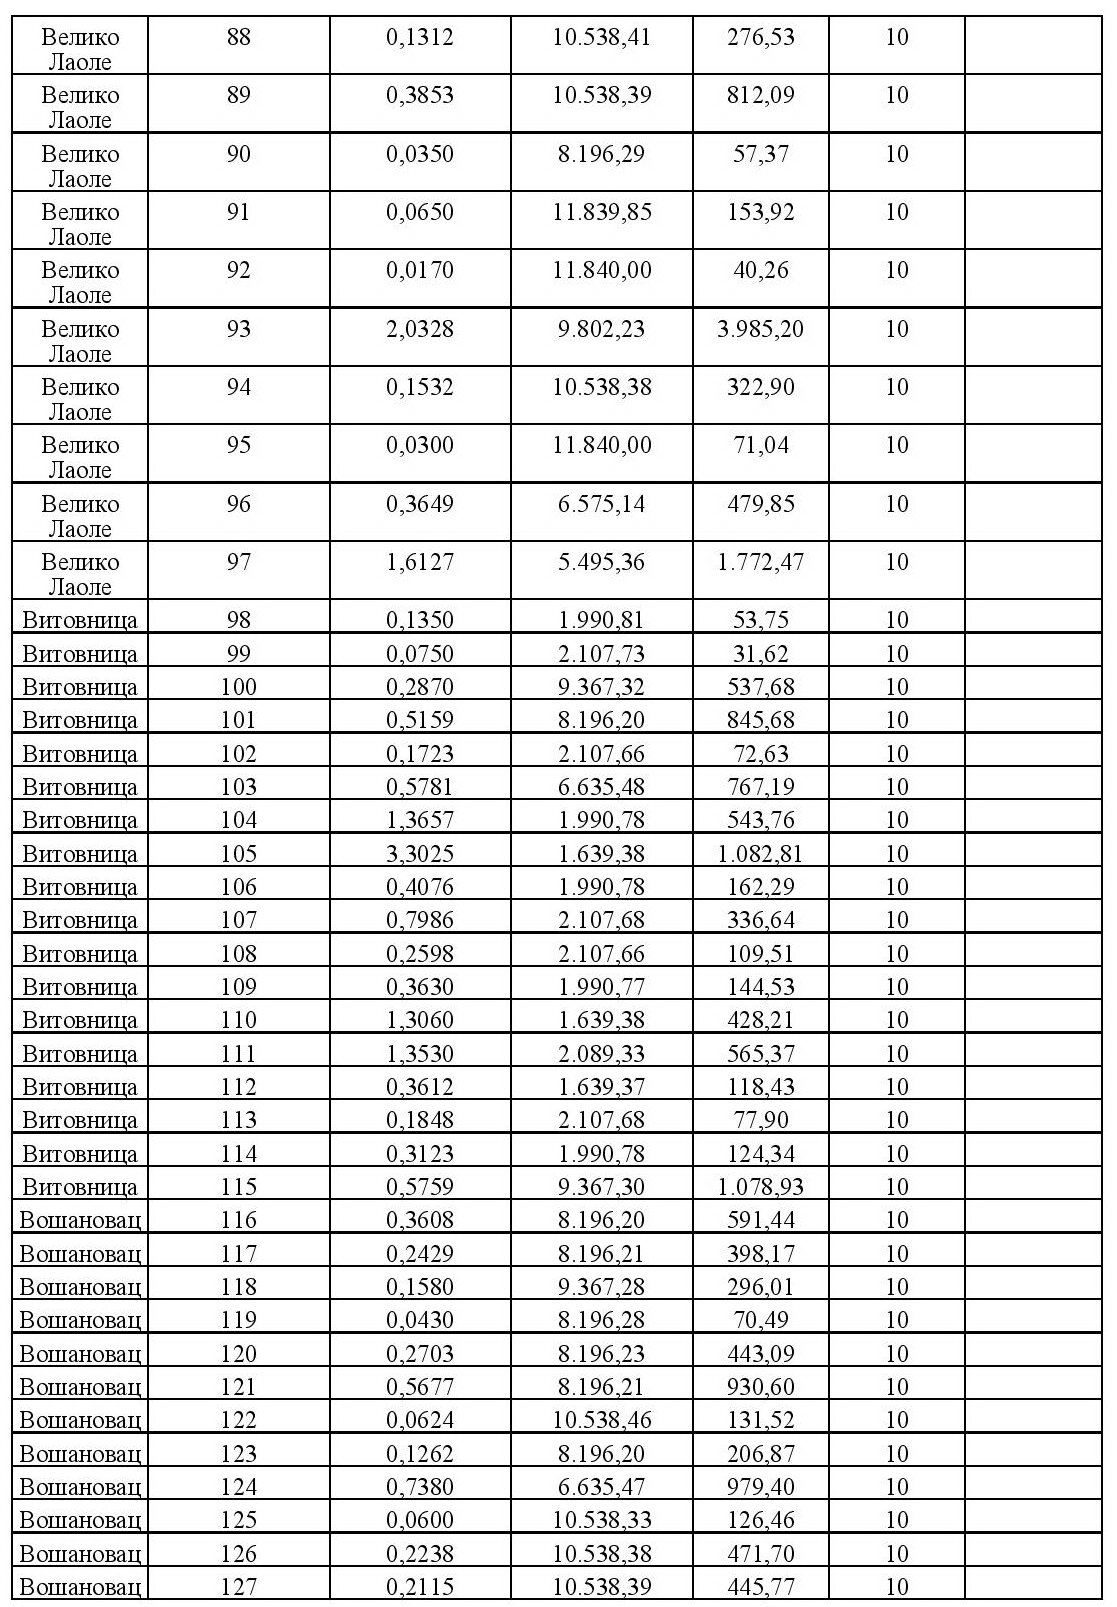 Велико 88 0,1312 10.538,41 276,53 10
Лаоле
Велико 89 0,3853 10.538,39 812,09 10
Лаоле
Велико 90 0,0350 8.196,29 57,37 10
Лаоле
Велико 91 0,0650 11.839,85 153,92 10
Лаоле
Велико 92 0,0170 11.840,00 40,26 10
Лаоле
Велико 93 2,0328 9.802,23 3.985,20 10
Лаоле
Велико 94 0,1532 10.538,38 322,90 10
Лаоле
Велико 95 0,0300 11.840,00 71,04 10
Лаоле
Велико 96 0,3649 6.575,14 479,85 10
Лаоле
Велико 97 1,6127 5.495,36 1.772,47 10
Лаоле
Витовница 98 0,1350 1.990,81 53,75 10
Витовница 99 0,0750 2.107,73 31,62 10
Витовница 100 0,2870 9.367,32 537,68 10
Витовница 101 0,5159 8.196,20 845,68 10
Витовница 102 0,1723 2.107,66 72,63 10
Витовница 103 0,5781 6.635,48 767,19 10
Витовница 104 1,3657 1.990,78 543,76 10
Витовница 105 3,3025 1.639,38 1.082,81 10
Витовница 106 0,4076 1.990,78 162,29 10
Витовница 107 0,7986 2.107,68 336,64 10
Витовница 108 0,2598 2.107,66 109,51 10
Витовница 109 0,3630 1.990,77 144,53 10
Витовница 110 1,3060 1.639,38 428,21 10
Витовница 111 1,3530 2.089,33 565,37 10
Витовница 112 0,3612 1.639,37 118,43 10
Витовница 113 0,1848 2.107,68 77,90 10
Витовница 114 0,3123 1.990,78 124,34 10
Витовница 115 0,5759 9.367,30 1.078,93 10
Вошановац 116 0,3608 8.196,20 591,44 10
Вошановац 117 0,2429 8.196,21 398,17 10
Вошановац 118 0,1580 9.367,28 296,01 10
Вошановац 119 0,0430 8.196,28 70,49 10
Вошановац 120 0,2703 8.196,23 443,09 10
Вошановац 121 0,5677 8.196,21 930,60 10
Вошановац 122 0,0624 10.538,46 131,52 10
Вошановац 123 0,1262 8.196,20 206,87 10
Вошановац 124 0,7380 6.635,47 979,40 10
Вошановац 125 0,0600 10.538,33 126,46 10
Вошановац 126 0,2238 10.538,38 471,70 10
Вошановац 127 0,2115 10.538,39 445,77 10